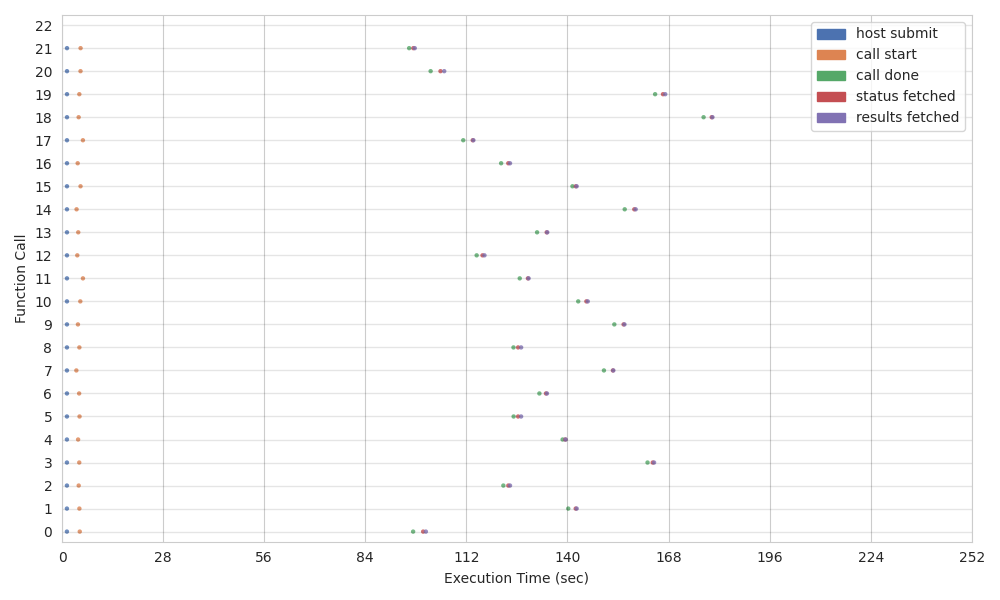 22
21
20
19
18
17
16
15
14
13
12
11
10
9
8
7
6
5
4
3
2
1
0
Function Call
host submit
call start
call done
status fetched
results fetched
0 28 56 84 112 140 168 196 224 252
Execution Time (sec)